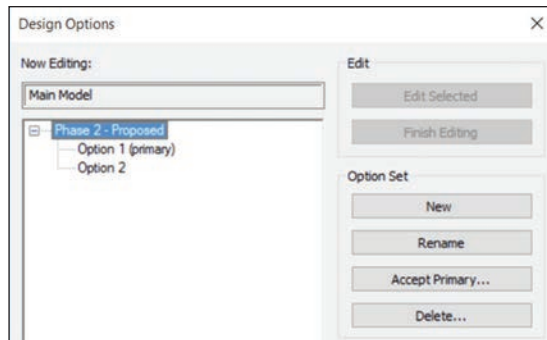 Design Options
Now Editing:
Main Model
Phase 2 - Proposed
Option 1 (primary)
Option 2
Edit
Edit Selected
Finish Editing
Option Set
New
Rename
Accept Primary...
Delete...